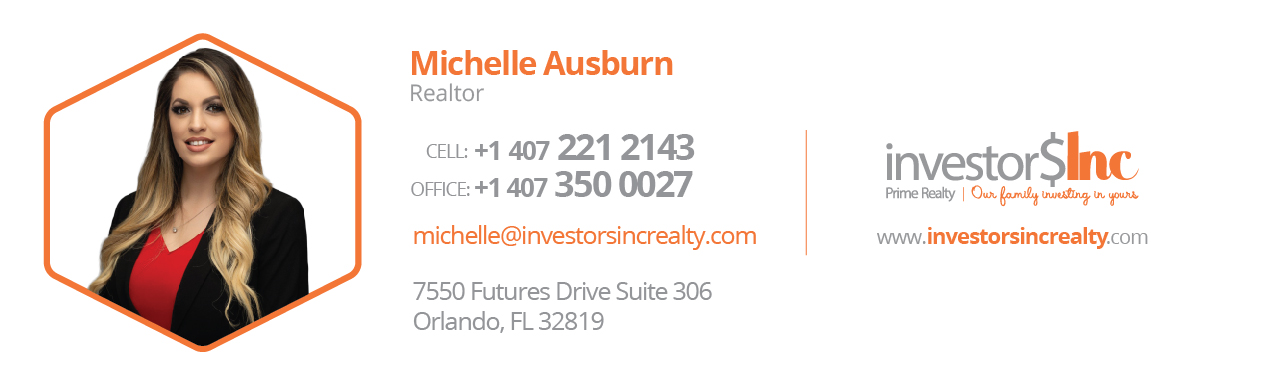 Michelle Ausburn
Realtor
CELL: +1 407 221 2143
OFFICE: +1 407 350 0027
michelle@investorsincrealty.com
7550 Futures Drive Suite 306
Orlando, FL 32819
investor$Inc
Prime Realty | Our family investing in yours
www.investorsincrealty.com